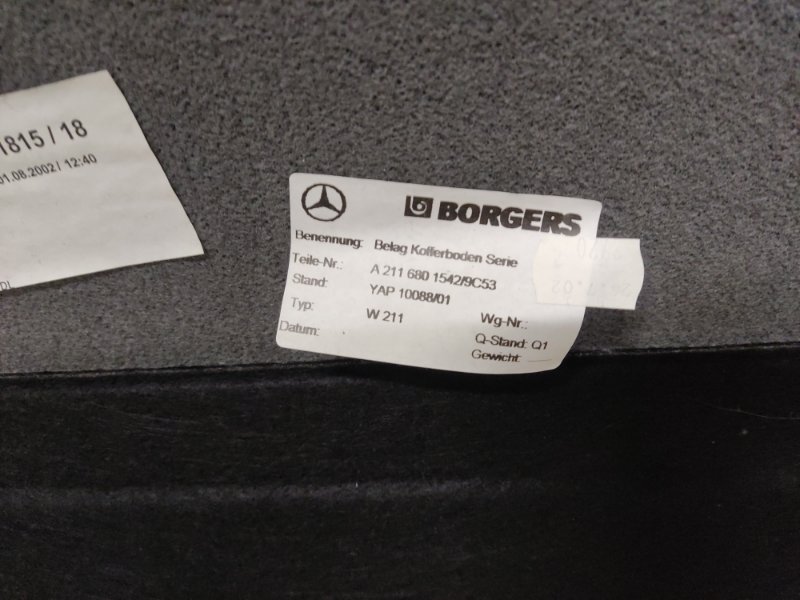 1815 / 18
01.08.2002 / 12:40
BORGERS
Benennung: Belag Kofferboden Serie
Teile-Nr.: A 211 680 1542/9C53
Stand: YAP 10088/01
Typ: W 211 Wg-Nr.:
Datum: Q-Stand: Q1
Gewicht: